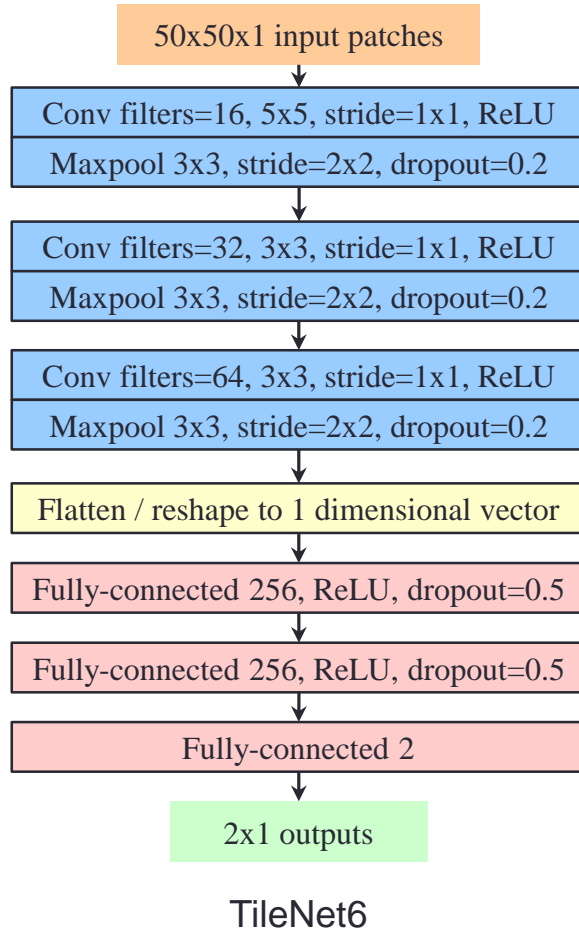 50x50x1 input patches
Conv filters=16, 5x5, stride=1x1, ReLU
Maxpool 3x3, stride=2x2, dropout=0.2
Conv filters=32, 3x3, stride=1x1, ReLU
Maxpool 3x3, stride=2x2, dropout=0.2
Conv filters=64, 3x3, stride=1x1, ReLU
Maxpool 3x3, stride=2x2, dropout=0.2
Flatten / reshape to 1 dimensional vector
Fully-connected 256, ReLU, dropout=0.5
Fully-connected 256, ReLU, dropout=0.5
Fully-connected 2
2x1 outputs
TileNet6